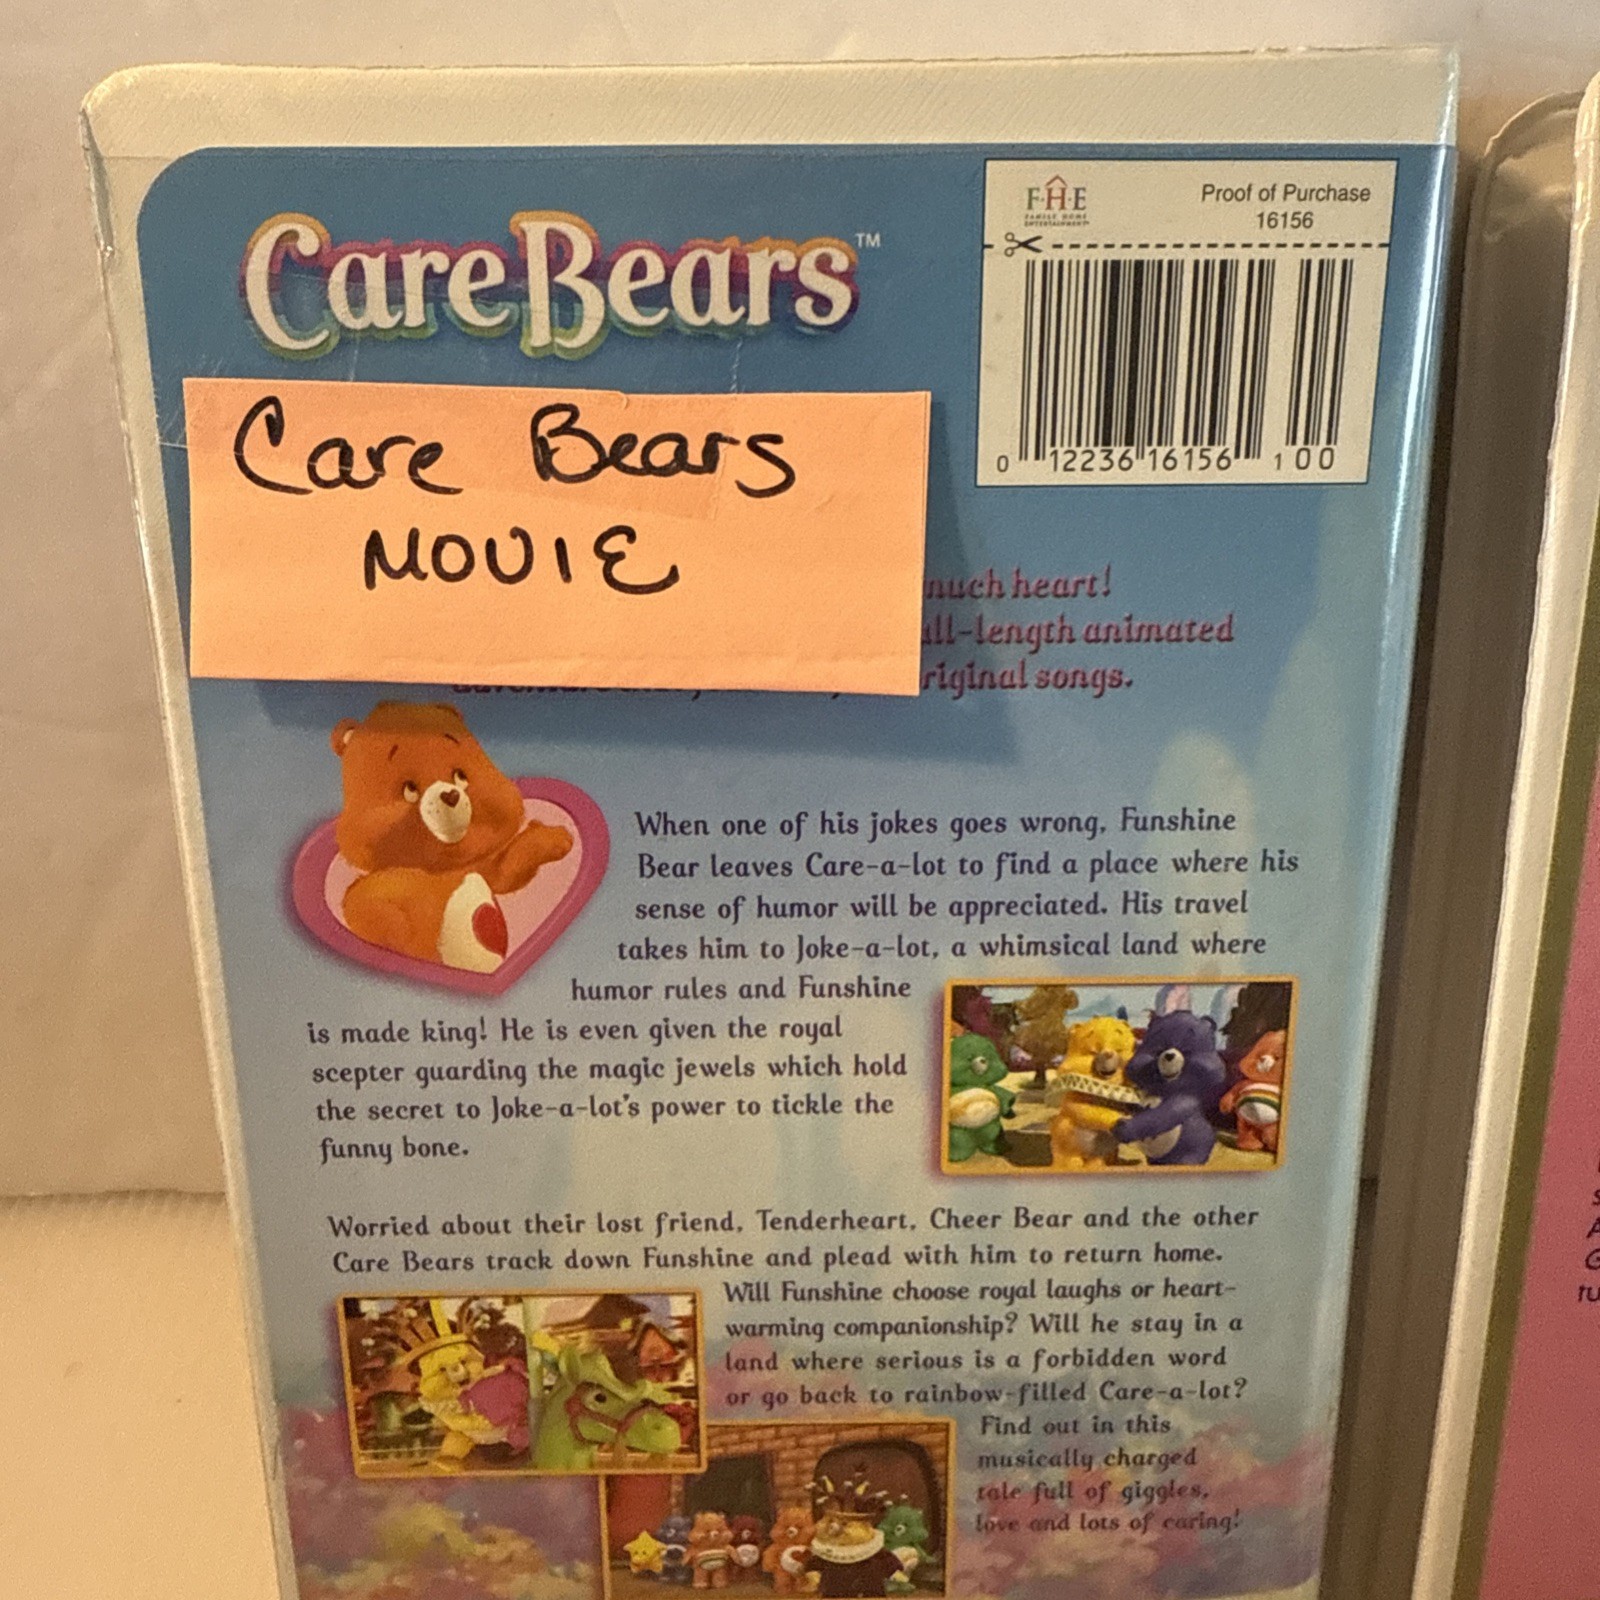 Care Bears™
F·H·E
FAMILY HOME
ENTERTAINMENT
Proof of Purchase
16156
0 12236 16156 1 00
Care Bears
MOVIE
much heart!
ll-length animated
riginal songs.
When one of his jokes goes wrong, Funshine
Bear leaves Care-a-lot to find a place where his
sense of humor will be appreciated. His travel
takes him to Joke-a-lot, a whimsical land where
humor rules and Funshine
is made king! He is even given the royal
scepter guarding the magic jewels which hold
the secret to Joke-a-lot's power to tickle the
funny bone.
Worried about their lost friend, Tenderheart, Cheer Bear and the other
Care Bears track down Funshine and plead with him to return home.
Will Funshine choose royal laughs or heart-
warming companionship? Will he stay in a
land where serious is a forbidden word
or go back to rainbow-filled Care-a-lot?
Find out in this
musically charged
tale full of giggles,
love and lots of caring!